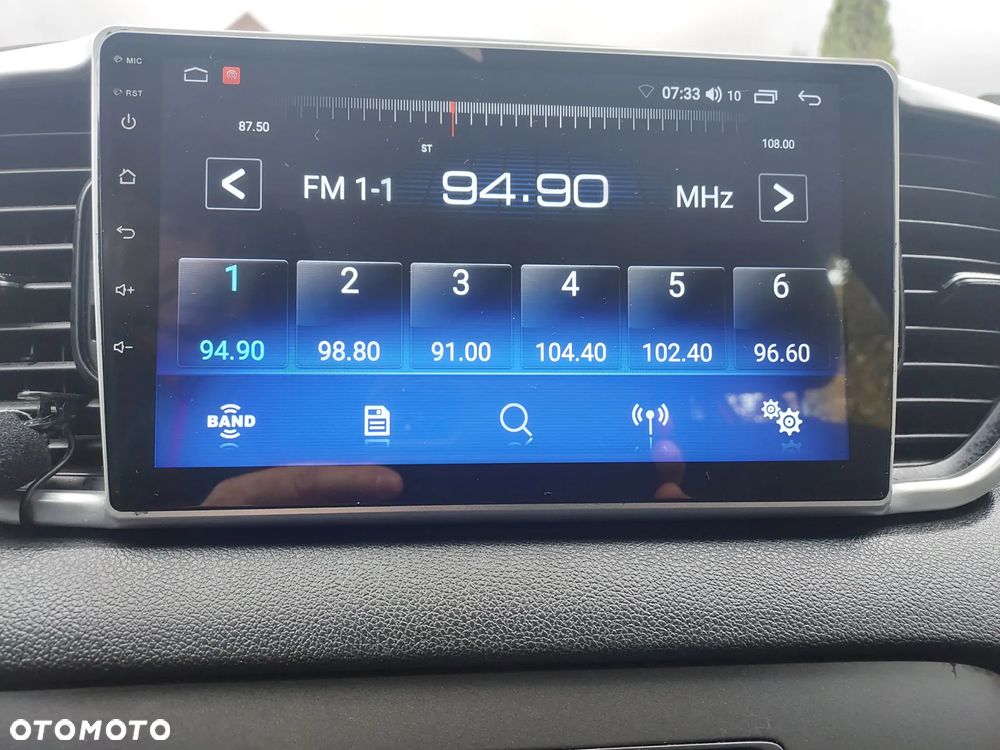 MIC
RST
07:33 10
87.50
108.00
ST
FM 1-1 94.90 MHz
1 2 3 4 5 6
94.90 98.80 91.00 104.40 102.40 96.60
BAND
OTOMOTO